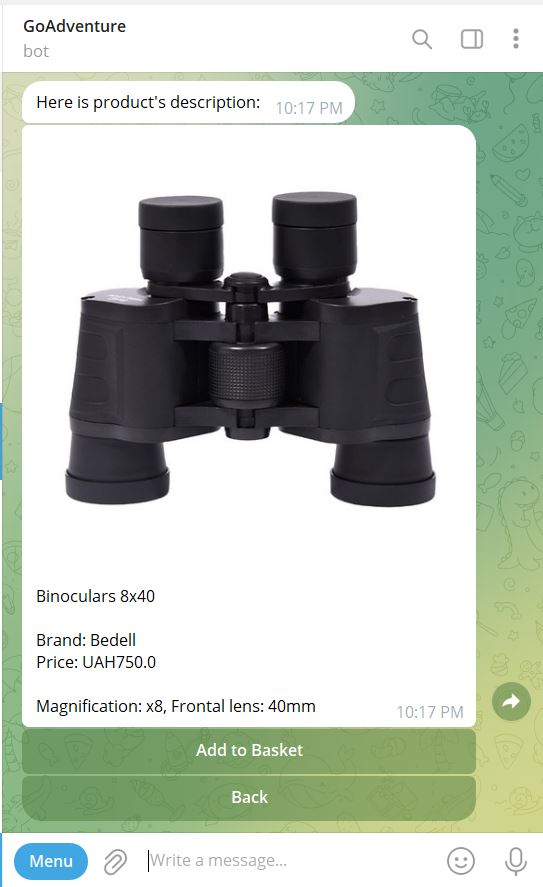 GoAdventure
bot
Here is product's description:
10:17 PM
Binoculars 8x40
Brand: Bedell
Price: UAH750.0
Magnification: x8, Frontal lens: 40mm
10:17 PM
Add to Basket
Back
Menu
Write a message...